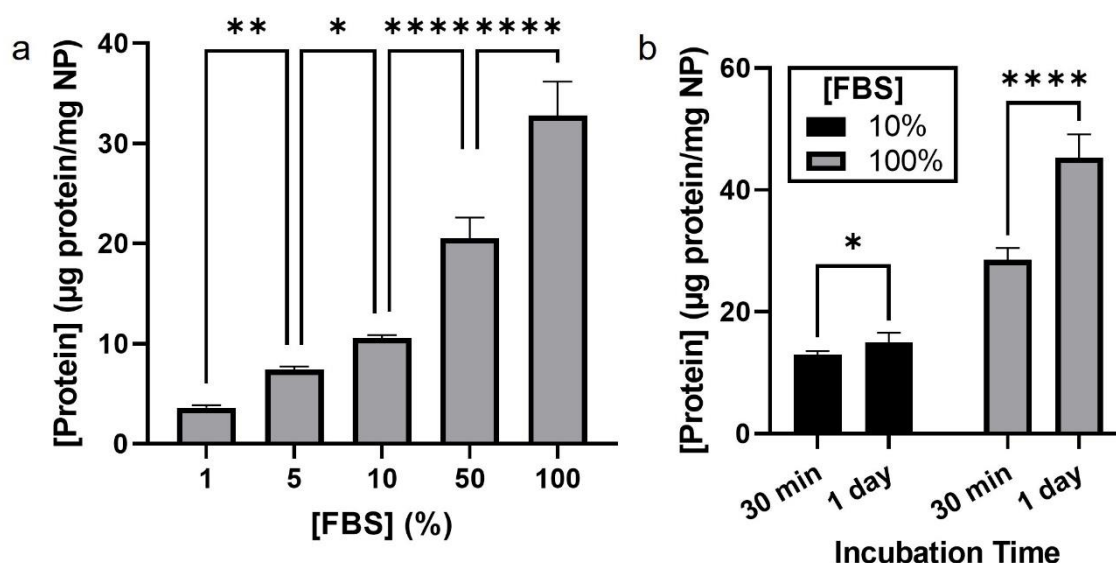 a
** * ********
40
30
20
10
0
[Protein] (µg protein/mg NP)
1 5 10 50 100
[FBS] (%)
b
60
40
20
0
[Protein] (µg protein/mg NP)
[FBS]
10%
100%
*
****
30 min 1 day 30 min 1 day
Incubation Time